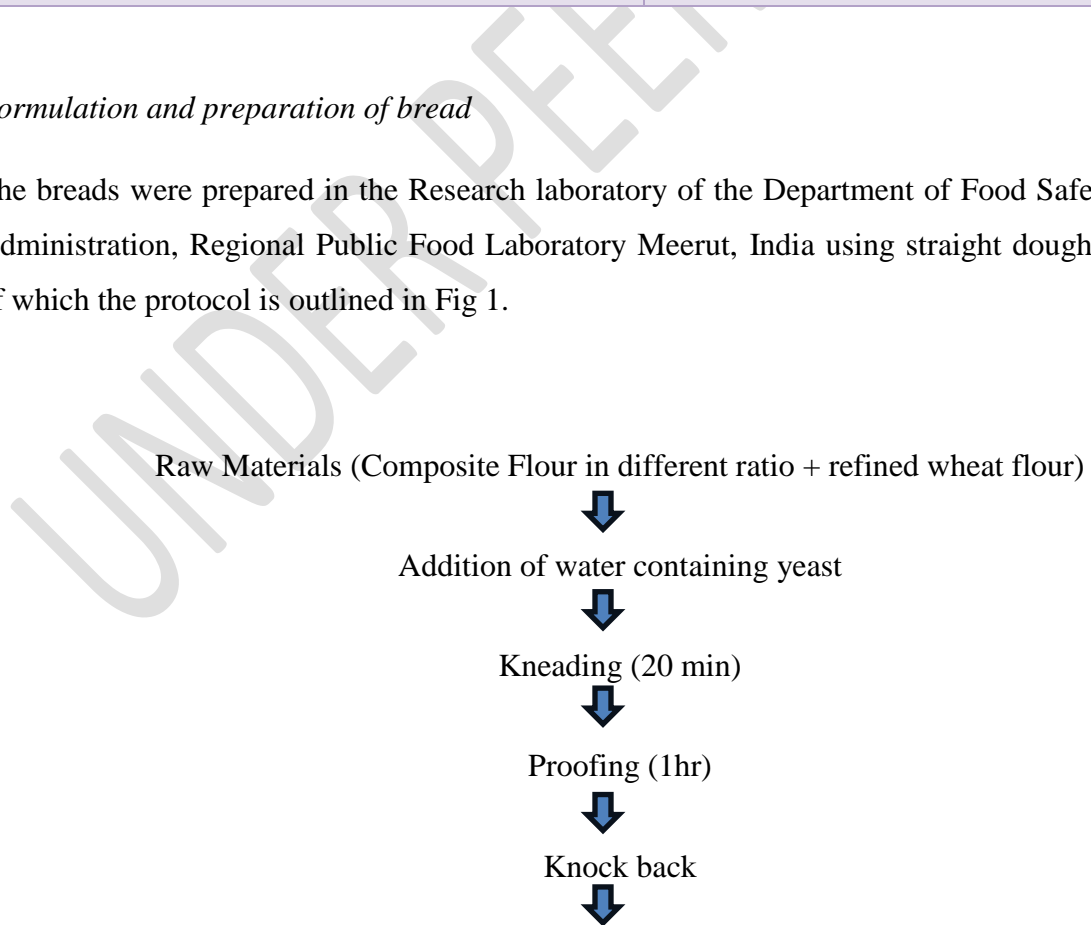 ormulation and preparation of bread
he breads were prepared in the Research laboratory of the Department of Food Safe
dministration, Regional Public Food Laboratory Meerut, India using straight dough
f which the protocol is outlined in Fig 1.
Raw Materials (Composite Flour in different ratio + refined wheat flour)
Addition of water containing yeast
Kneading (20 min)
Proofing (1hr)
Knock back
UNDER PEE